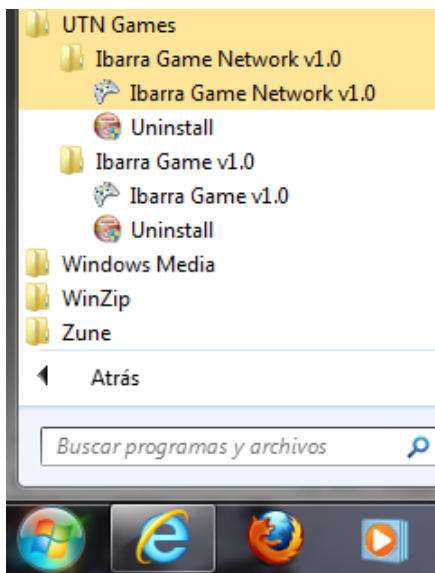 UTN Games
Ibarra Game Network v1.0
Ibarra Game Network v1.0
Uninstall
Ibarra Game v1.0
Ibarra Game v1.0
Uninstall
Windows Media
WinZip
Zune
Atrás
Buscar programas y archivos